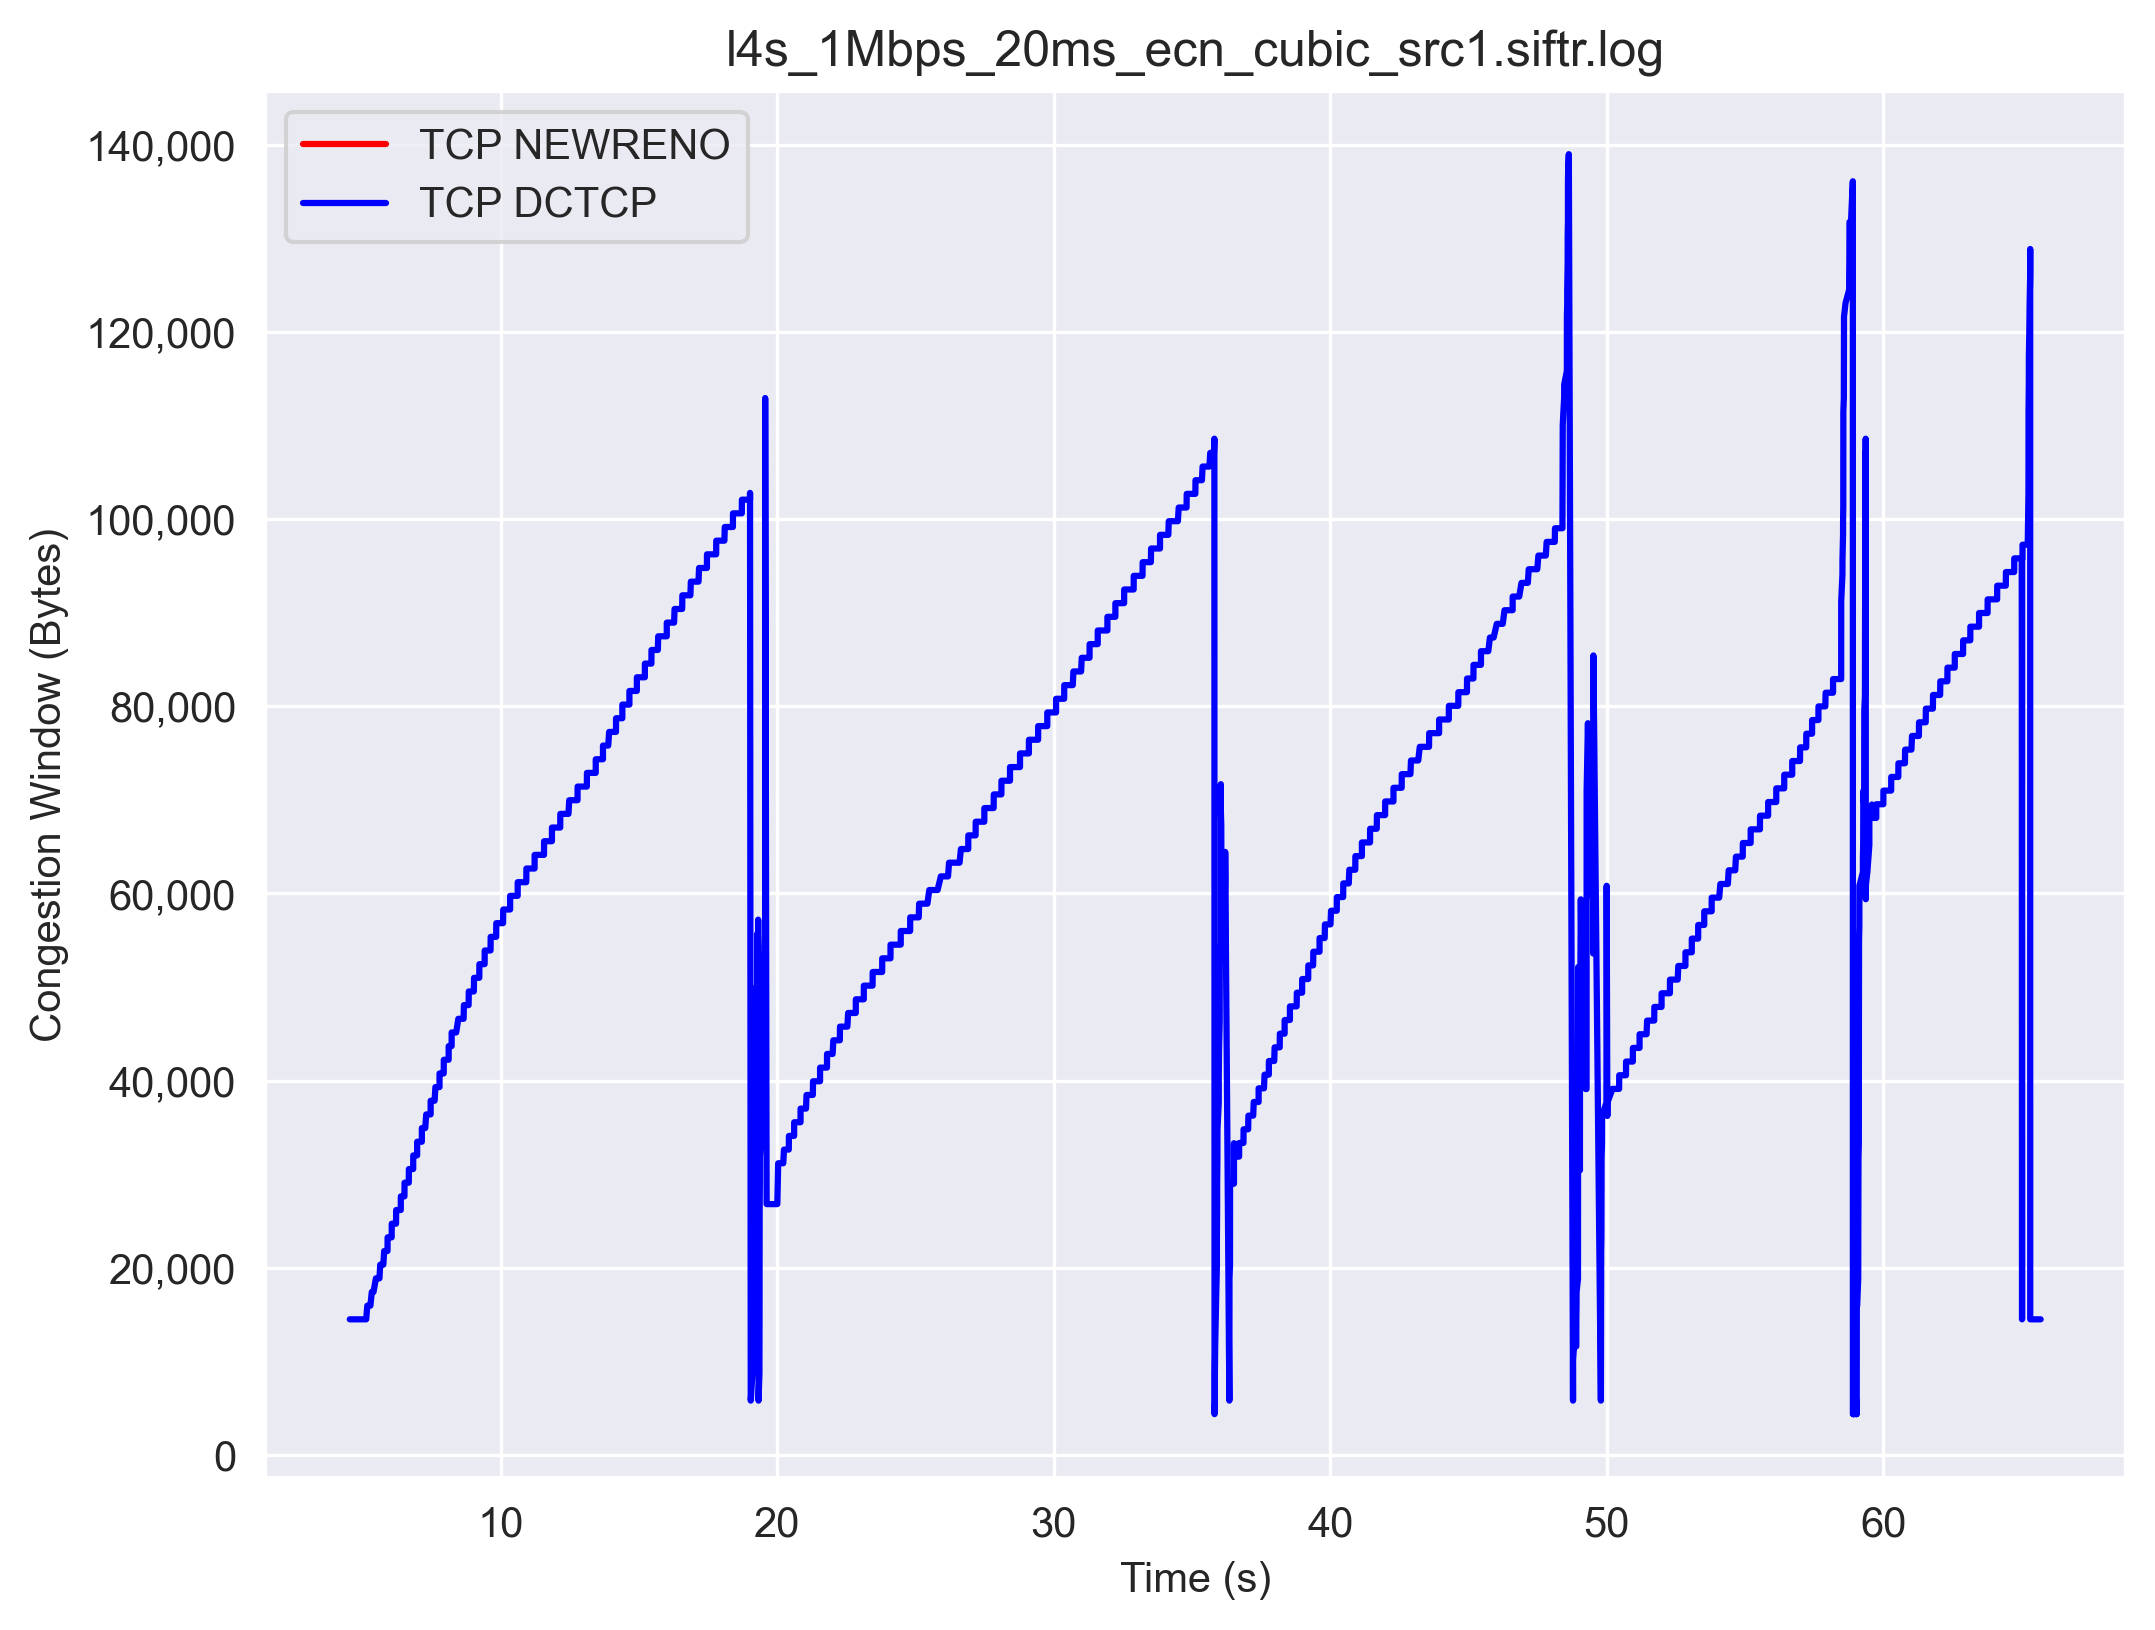 l4s_1Mbps_20ms_ecn_cubic_src1.siftr.log
TCP NEWRENO
TCP DCTCP
140,000
120,000
100,000
80,000
60,000
40,000
20,000
0
Congestion Window (Bytes)
10 20 30 40 50 60
Time (s)